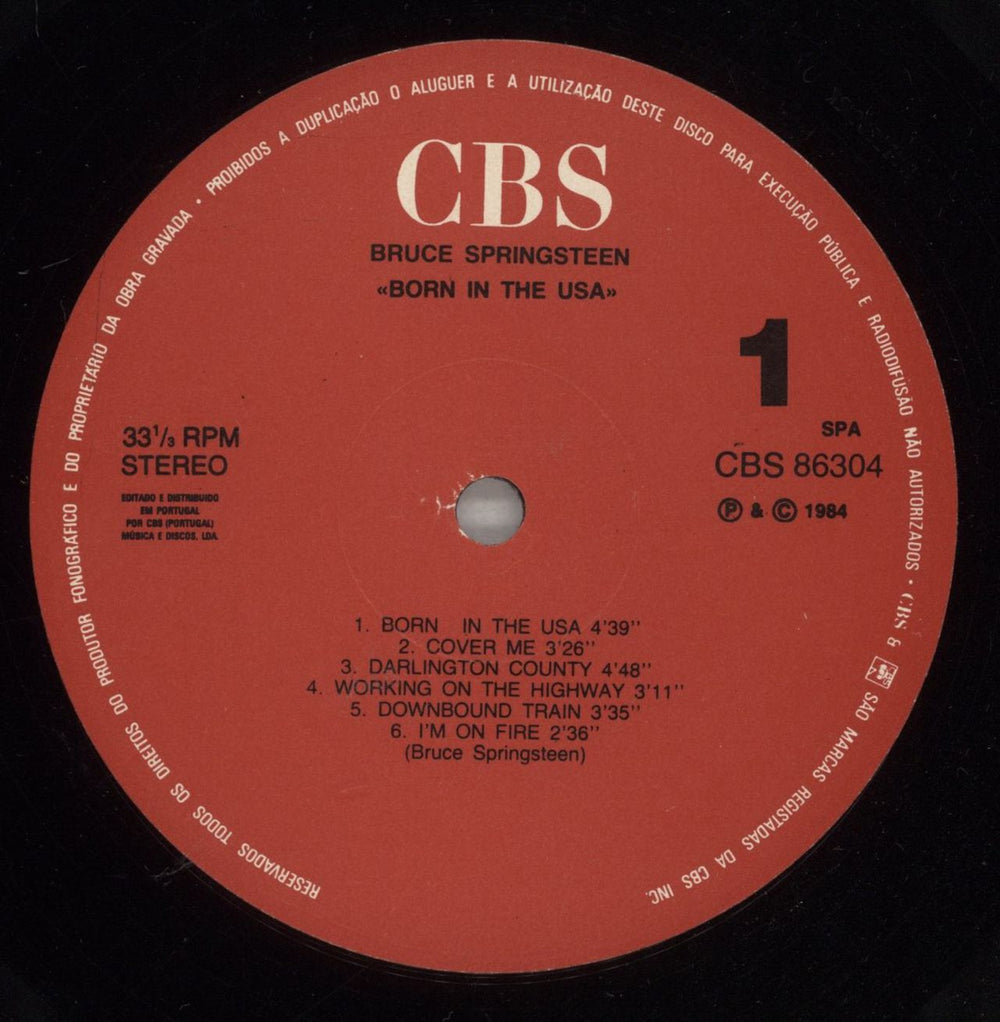 RESERVADOS TODOS OS DIREITOS DO PRODUTOR FONOGRÁFICO E DO PROPRIETÁRIO DA OBRA GRAVADA • PROIBIDOS A DUPLICAÇÃO O ALUGUER E A UTILIZAÇÃO DESTE DISCO PARA EXECUÇÃO PÚBLICA E RADIODIFUSÃO NÃO AUTORIZADOS • CBS & SÃO MARCAS REGISTADAS DA CBS INC.
CBS
BRUCE SPRINGSTEEN
«BORN IN THE USA»
1
33¹/₃ RPM
STEREO
EDITADO E DISTRIBUIDO
EM PORTUGAL
POR CBS (PORTUGAL)
MÚSICA E DISCOS, LDA.
SPA
CBS 86304
Ⓟ & © 1984
1. BORN IN THE USA 4'39''
2. COVER ME 3'26''
3. DARLINGTON COUNTY 4'48''
4. WORKING ON THE HIGHWAY 3'11''
5. DOWNBOUND TRAIN 3'35''
6. I'M ON FIRE 2'36''
(Bruce Springsteen)